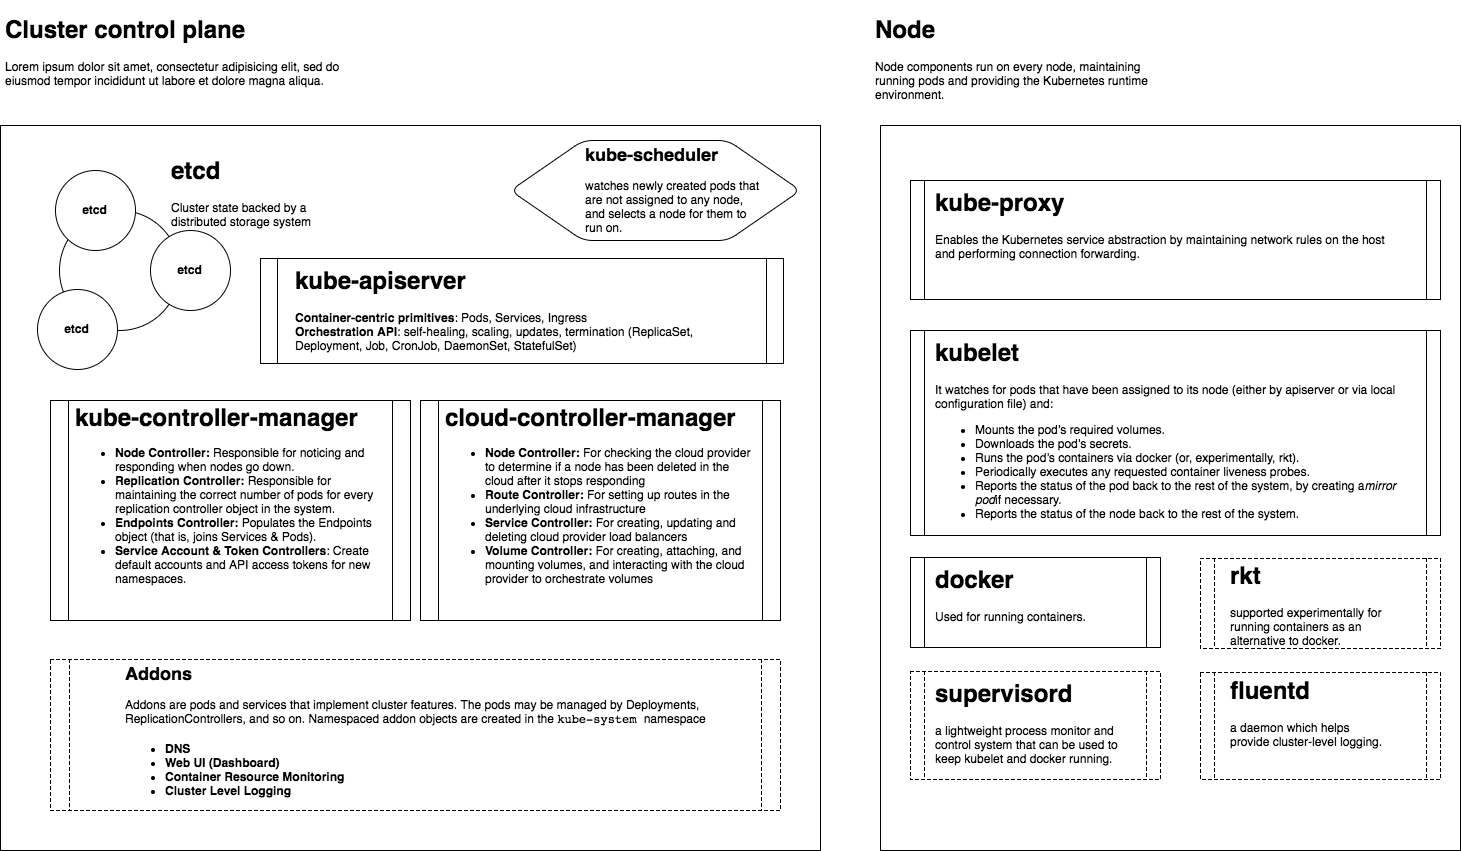 Cluster control plane
Lorem ipsum dolor sit amet, consectetur adipisicing elit, sed do
eiusmod tempor incididunt ut labore et dolore magna aliqua.
etcd
Cluster state backed by a
distributed storage system
etcd
etcd
etcd
kube-scheduler
watches newly created pods that
are not assigned to any node,
and selects a node for them to
run on.
kube-apiserver
Container-centric primitives: Pods, Services, Ingress
Orchestration API: self-healing, scaling, updates, termination (ReplicaSet,
Deployment, Job, CronJob, DaemonSet, StatefulSet)
kube-controller-manager
• Node Controller: Responsible for noticing and
responding when nodes go down.
• Replication Controller: Responsible for
maintaining the correct number of pods for every
replication controller object in the system.
• Endpoints Controller: Populates the Endpoints
object (that is, joins Services & Pods).
• Service Account & Token Controllers: Create
default accounts and API access tokens for new
namespaces.
cloud-controller-manager
• Node Controller: For checking the cloud provider
to determine if a node has been deleted in the
cloud after it stops responding
• Route Controller: For setting up routes in the
underlying cloud infrastructure
• Service Controller: For creating, updating and
deleting cloud provider load balancers
• Volume Controller: For creating, attaching, and
mounting volumes, and interacting with the cloud
provider to orchestrate volumes
Addons
Addons are pods and services that implement cluster features. The pods may be managed by Deployments,
ReplicationControllers, and so on. Namespaced addon objects are created in the kube-system namespace
• DNS
• Web UI (Dashboard)
• Container Resource Monitoring
• Cluster Level Logging
Node
Node components run on every node, maintaining
running pods and providing the Kubernetes runtime
environment.
kube-proxy
Enables the Kubernetes service abstraction by maintaining network rules on the host
and performing connection forwarding.
kubelet
It watches for pods that have been assigned to its node (either by apiserver or via local
configuration file) and:
• Mounts the pod's required volumes.
• Downloads the pod's secrets.
• Runs the pod's containers via docker (or, experimentally, rkt).
• Periodically executes any requested container liveness probes.
• Reports the status of the pod back to the rest of the system, by creating amirror
podif necessary.
• Reports the status of the node back to the rest of the system.
docker
Used for running containers.
rkt
supported experimentally for
running containers as an
alternative to docker.
supervisord
a lightweight process monitor and
control system that can be used to
keep kubelet and docker running.
fluentd
a daemon which helps
provide cluster-level logging.